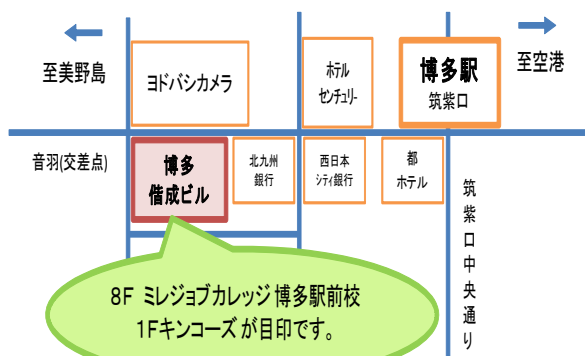 至美野島
ヨドバシカメラ
ホテル
センチュリー
博多駅
筑紫口
至空港
音羽(交差点)
博多
偕成ビル
北九州
銀行
西日本
シティ銀行
都
ホテル
筑紫口中央通り
8F ミレジョブカレッジ博多駅前校
1Fキンコーズが目印です。